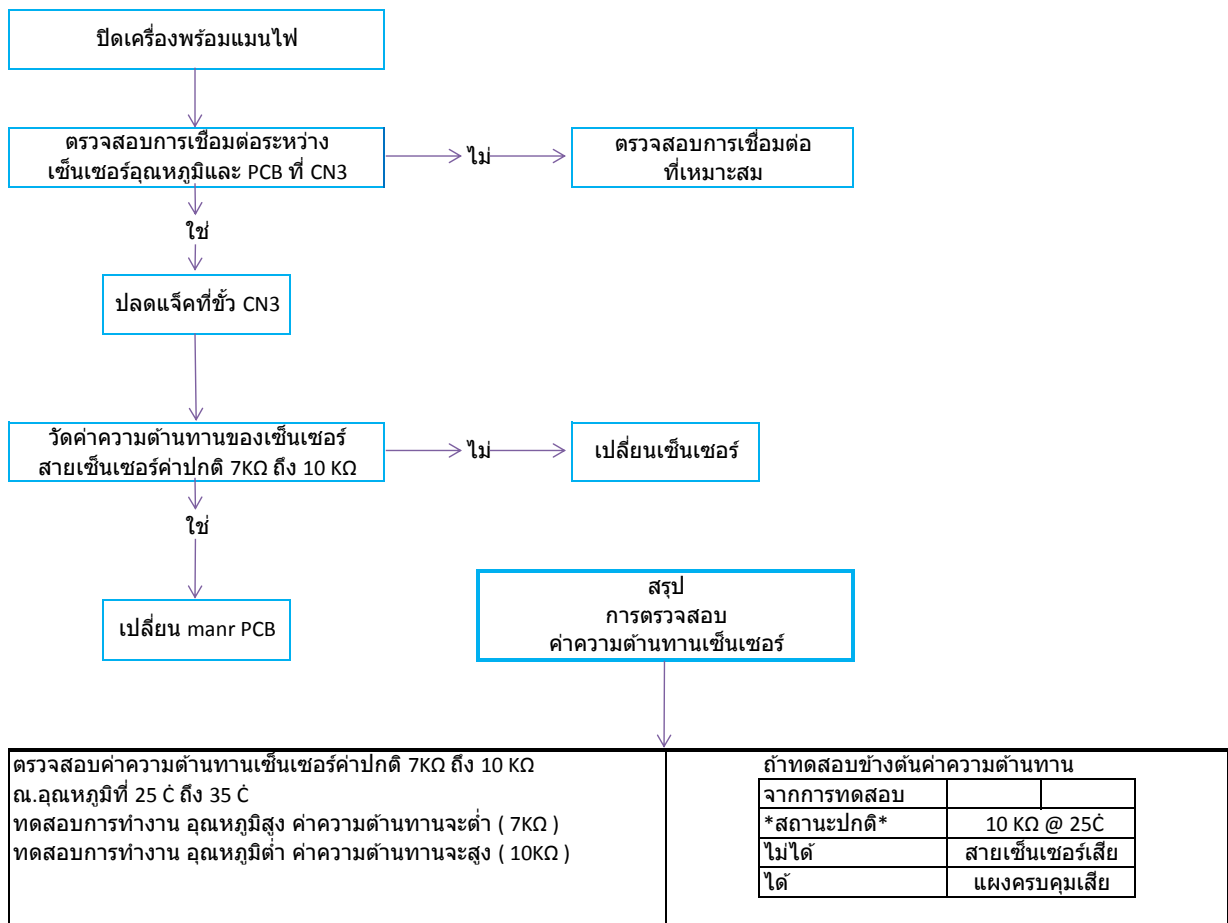 ปิดเครื่องพร้อมแมนไฟ
ตรวจสอบการเชื่อมต่อระหว่าง
เซ็นเซอร์อุณหภูมิและ PCB ที่ CN3
ไม่
ตรวจสอบการเชื่อมต่อ
ที่เหมาะสม
ใช่
ปลดแจ็คที่ขั้ว CN3
วัดค่าความต้านทานของเซ็นเซอร์
สายเซ็นเซอร์ค่าปกติ 7KΩ ถึง 10 KΩ
ไม่
เปลี่ยนเซ็นเซอร์
ใช่
เปลี่ยน manr PCB
สรุป
การตรวจสอบ
ค่าความต้านทานเซ็นเซอร์
ตรวจสอบค่าความต้านทานเซ็นเซอร์ค่าปกติ 7KΩ ถึง 10 KΩ
ณ.อุณหภูมิที่ 25 Ċ ถึง 35 Ċ
ทดสอบการทำงาน อุณหภูมิสูง ค่าความต้านทานจะต่ำ ( 7KΩ )
ทดสอบการทำงาน อุณหภูมิต่ำ ค่าความต้านทานจะสูง ( 10KΩ )
ถ้าทดสอบข้างต้นค่าความต้านทาน
จากการทดสอบ
*สถานะปกติ* 10 KΩ @ 25Ċ
ไม่ได้ สายเซ็นเซอร์เสีย
ได้ แผงครบคุมเสีย